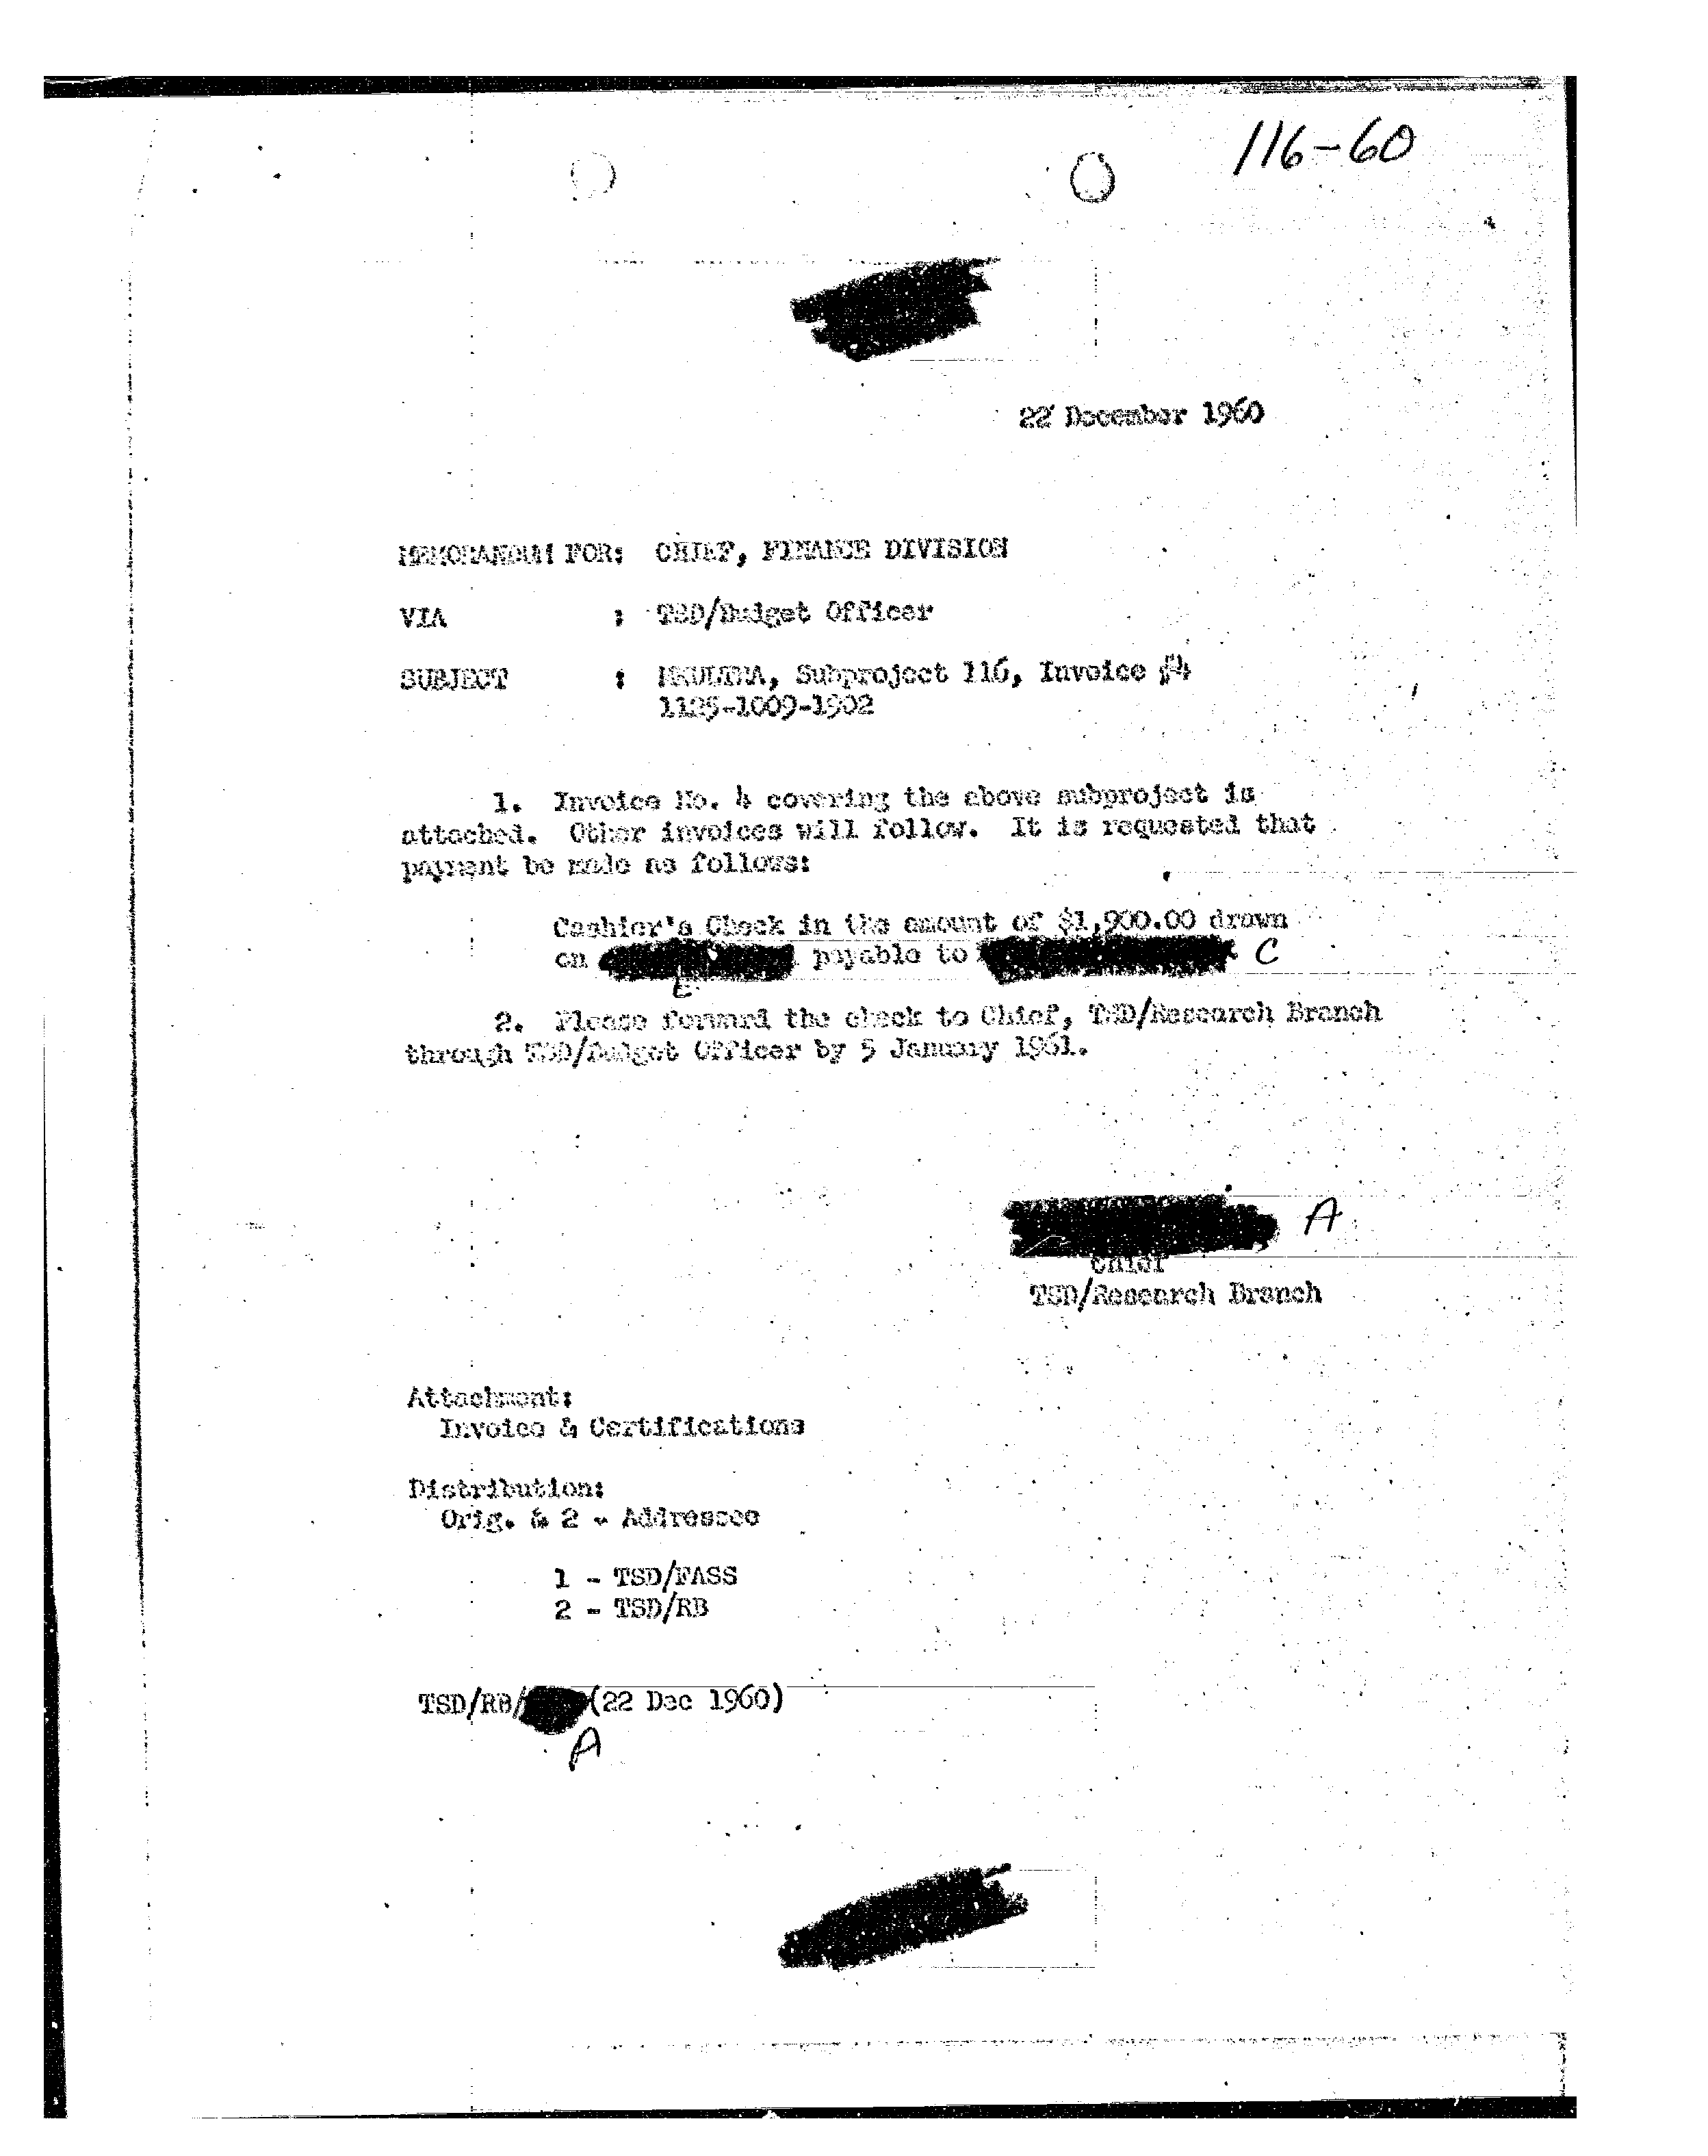 116-60
22 December 1960
MEMORANDUM FOR: CHIEF, FINANCE DIVISION
VIA : TSD/Budget Officer
SUBJECT : MKULTRA, Subproject 116, Invoice #4
1125-1009-1902
1. Invoice No. 4 covering the above subproject is
attached. Other invoices will follow. It is requested that
payment be made as follows:
Cashier's Check in the amount of $1,900.00 drawn
on payable to C
2. Please forward the check to Chief, TSD/Research Branch
through TSD/Budget Officer by 5 January 1961.
A
Chief
TSD/Research Branch
Attachment:
Invoice & Certifications
Distribution:
Orig. & 2 - Addressee
1 - TSD/FASS
2 - TSD/RB
TSD/RB/ (22 Dec 1960)
A